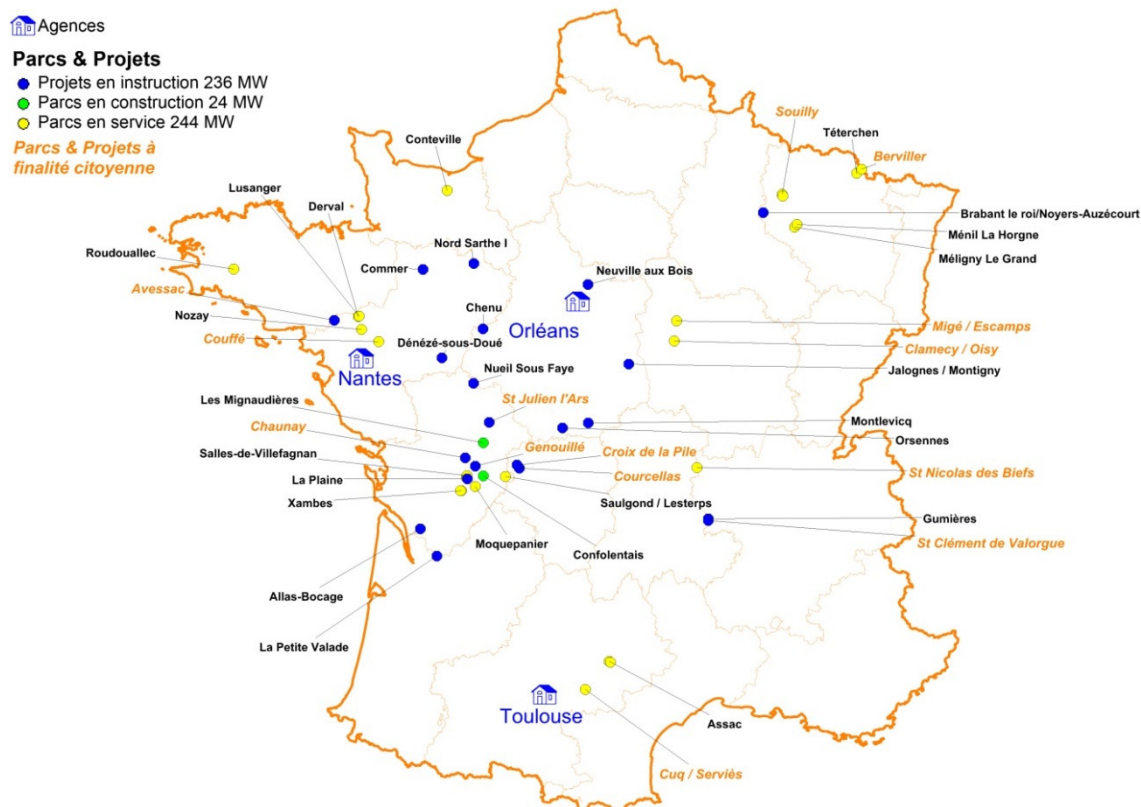 Agences
Parcs & Projets
Projets en instruction 236 MW
Parcs en construction 24 MW
Parcs en service 244 MW
Parcs & Projets à
finalité citoyenne
Conteville
Souilly
Téterchen
Berviller
Lusanger
Derval
Brabant le roi/Noyers-Auzécourt
Ménil La Horgne
Méligny Le Grand
Roudouallec
Nord Sarthe I
Commer
Neuville aux Bois
Avessac
Nozay
Chenu
Orléans
Couffé
Dénézé-sous-Doué
Migé / Escamps
Clamecy / Oisy
Nantes
Nueil Sous Faye
Jalognes / Montigny
Les Mignaudières
St Julien l'Ars
Chaunay
Montlevicq
Orsennes
Salles-de-Villefagnan
Genouillé
Croix de la Pile
La Plaine
Courcellas
St Nicolas des Biefs
Xambes
Saulgond / Lesterps
Gumières
Moquepanier
Confolentais
St Clément de Valorgue
Allas-Bocage
La Petite Valade
Toulouse
Assac
Cuq / Serviès